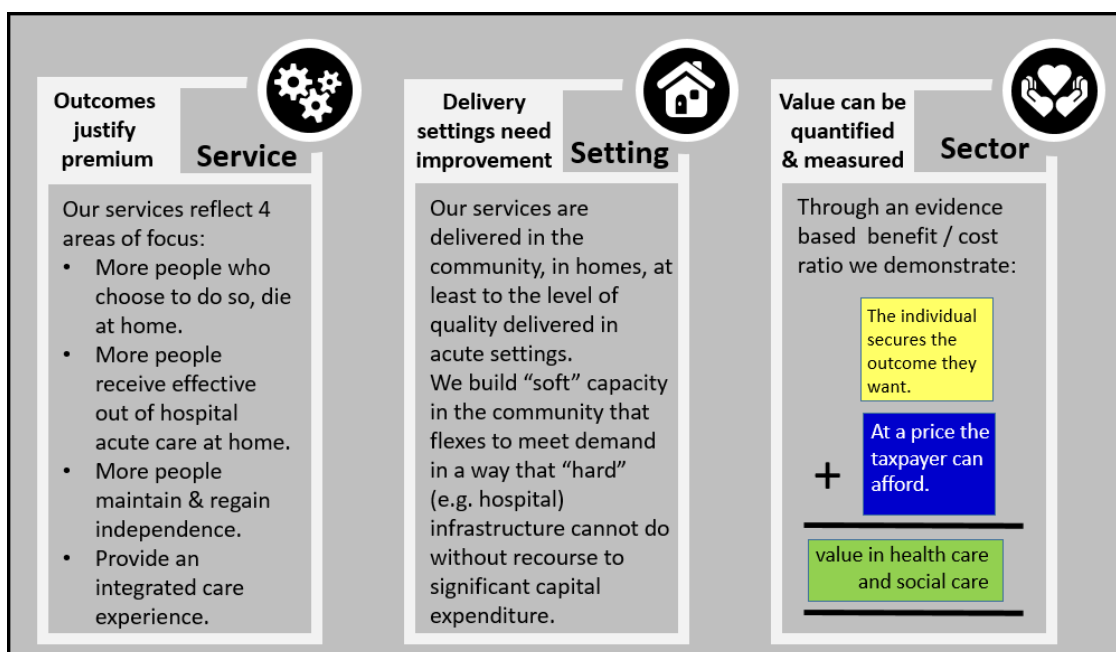 Outcomes
justify
premium
Service
Our services reflect 4
areas of focus:
• More people who
choose to do so, die
at home.
• More people
receive effective
out of hospital
acute care at home.
• More people
maintain & regain
independence.
• Provide an
integrated care
experience.
Delivery
settings need
improvement
Setting
Our services are
delivered in the
community, in homes, at
least to the level of
quality delivered in
acute settings.
We build “soft” capacity
in the community that
flexes to meet demand
in a way that “hard”
(e.g. hospital)
infrastructure cannot do
without recourse to
significant capital
expenditure.
Value can be
quantified
& measured
Sector
Through an evidence
based benefit / cost
ratio we demonstrate:
The individual
secures the
outcome they
want.
+
At a price the
taxpayer can
afford.
value in health care
and social care